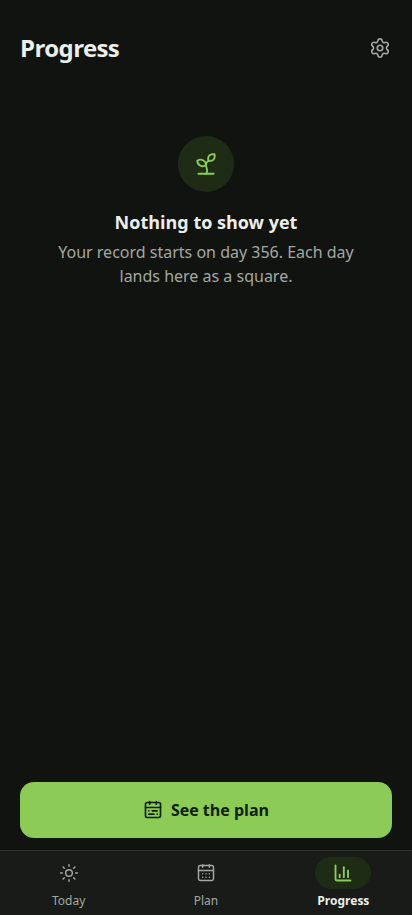 Progress
Nothing to show yet
Your record starts on day 356. Each day
lands here as a square.
See the plan
Today
Plan
Progress